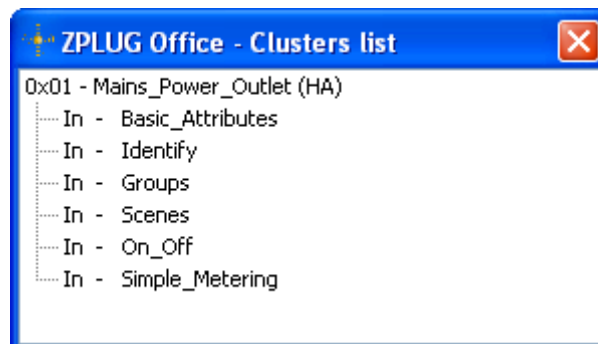 ZPLUG Office - Clusters list
0x01 - Mains_Power_Outlet (HA)
In - Basic_Attributes
In - Identify
In - Groups
In - Scenes
In - On_Off
In - Simple_Metering